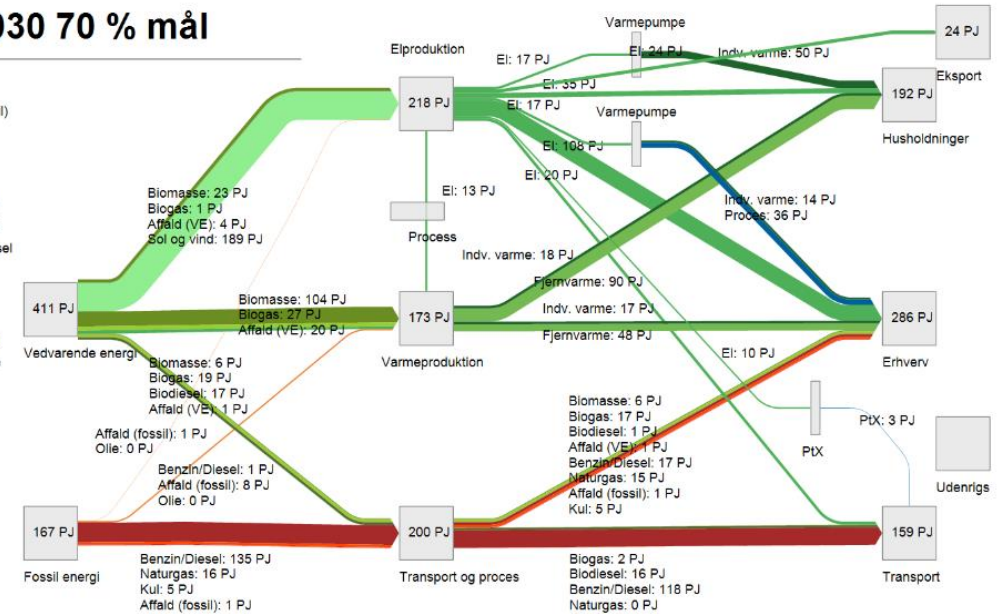 030 70 % mål
Varmepumpe
24 PJ
Eksport
Elproduktion
El: 17 PJ
El: 24 PJ
Indv. varme: 50 PJ
El: 35 PJ
218 PJ
192 PJ
Husholdninger
El: 17 PJ
Varmepumpe
El: 108 PJ
El: 20 PJ
Biomasse: 23 PJ
Biogas: 1 PJ
Affald (VE): 4 PJ
Sol og vind: 189 PJ
El: 13 PJ
Process
Indv. varme: 14 PJ
Proces: 36 PJ
Indv. varme: 18 PJ
Fjernvarme: 90 PJ
411 PJ
Vedvarende energi
Biomasse: 104 PJ
Biogas: 27 PJ
Affald (VE): 20 PJ
173 PJ
Varmeproduktion
Indv. varme: 17 PJ
Fjernvarme: 48 PJ
286 PJ
Erhverv
El: 10 PJ
Biomasse: 6 PJ
Biogas: 19 PJ
Biodiesel: 17 PJ
Affald (VE): 1 PJ
Affald (fossil): 1 PJ
Olie: 0 PJ
Benzin/Diesel: 1 PJ
Affald (fossil): 8 PJ
Olie: 0 PJ
Biomasse: 6 PJ
Biogas: 17 PJ
Biodiesel: 1 PJ
Affald (VE): 1 PJ
Benzin/Diesel: 17 PJ
Naturgas: 15 PJ
Affald (fossil): 1 PJ
Kul: 5 PJ
PtX
PtX: 3 PJ
Udenrigs
167 PJ
Fossil energi
200 PJ
Transport og proces
159 PJ
Transport
Benzin/Diesel: 135 PJ
Naturgas: 16 PJ
Kul: 5 PJ
Affald (fossil): 1 PJ
Biogas: 2 PJ
Biodiesel: 16 PJ
Benzin/Diesel: 118 PJ
Naturgas: 0 PJ